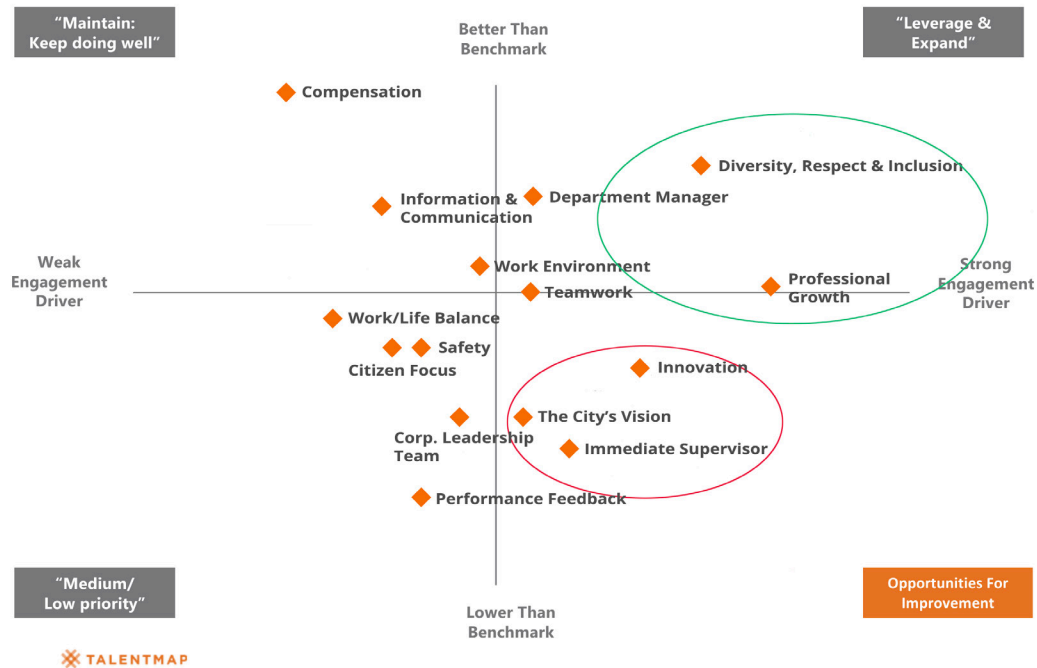 “Maintain:
Keep doing well”
Better Than
Benchmark
“Leverage &
Expand”
Compensation
Diversity, Respect & Inclusion
Information &
Communication
Department Manager
Work Environment
Weak
Engagement
Driver
Teamwork
Professional
Growth
Strong
Engagement
Driver
Work/Life Balance
Safety
Citizen Focus
Innovation
The City’s Vision
Corp. Leadership
Team
Immediate Supervisor
Performance Feedback
“Medium/
Low priority”
Lower Than
Benchmark
Opportunities For
Improvement
TALENTMAP